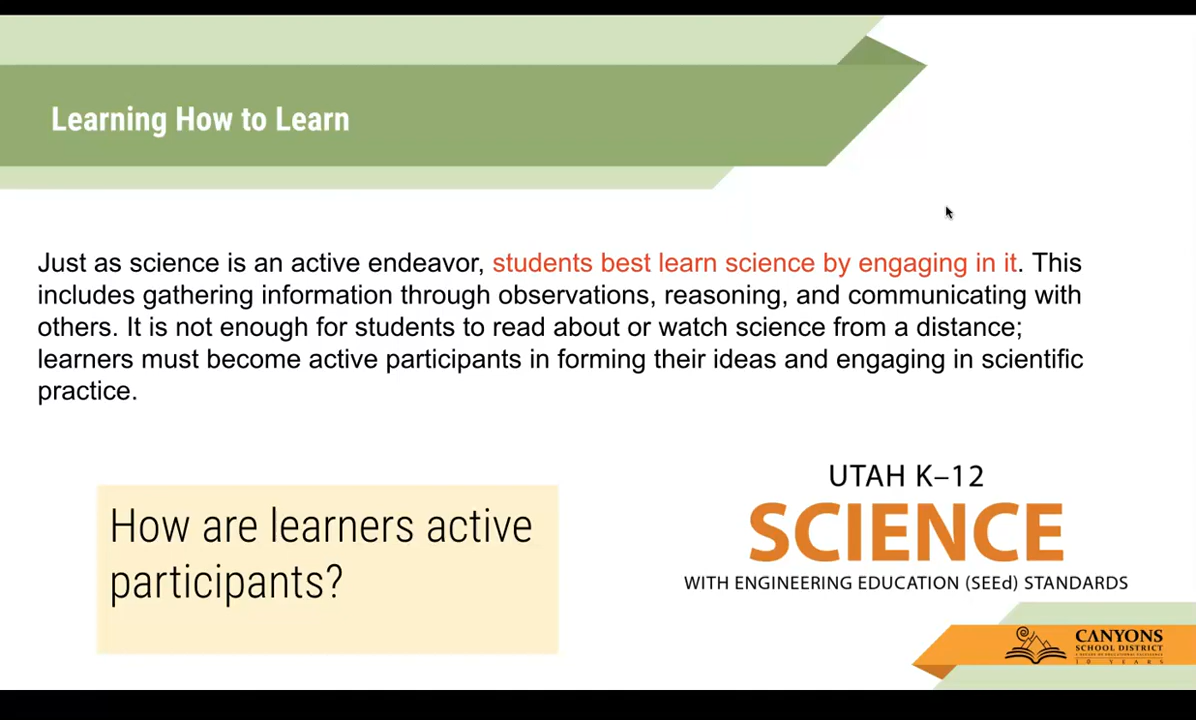 Learning How to Learn
Just as science is an active endeavor, students best learn science by engaging in it. This
includes gathering information through observations, reasoning, and communicating with
others. It is not enough for students to read about or watch science from a distance;
learners must become active participants in forming their ideas and engaging in scientific
practice.
How are learners active
participants?
UTAH K–12
SCIENCE
WITH ENGINEERING EDUCATION (SEEd) STANDARDS
CANYONS
SCHOOL DISTRICT
10 YEARS